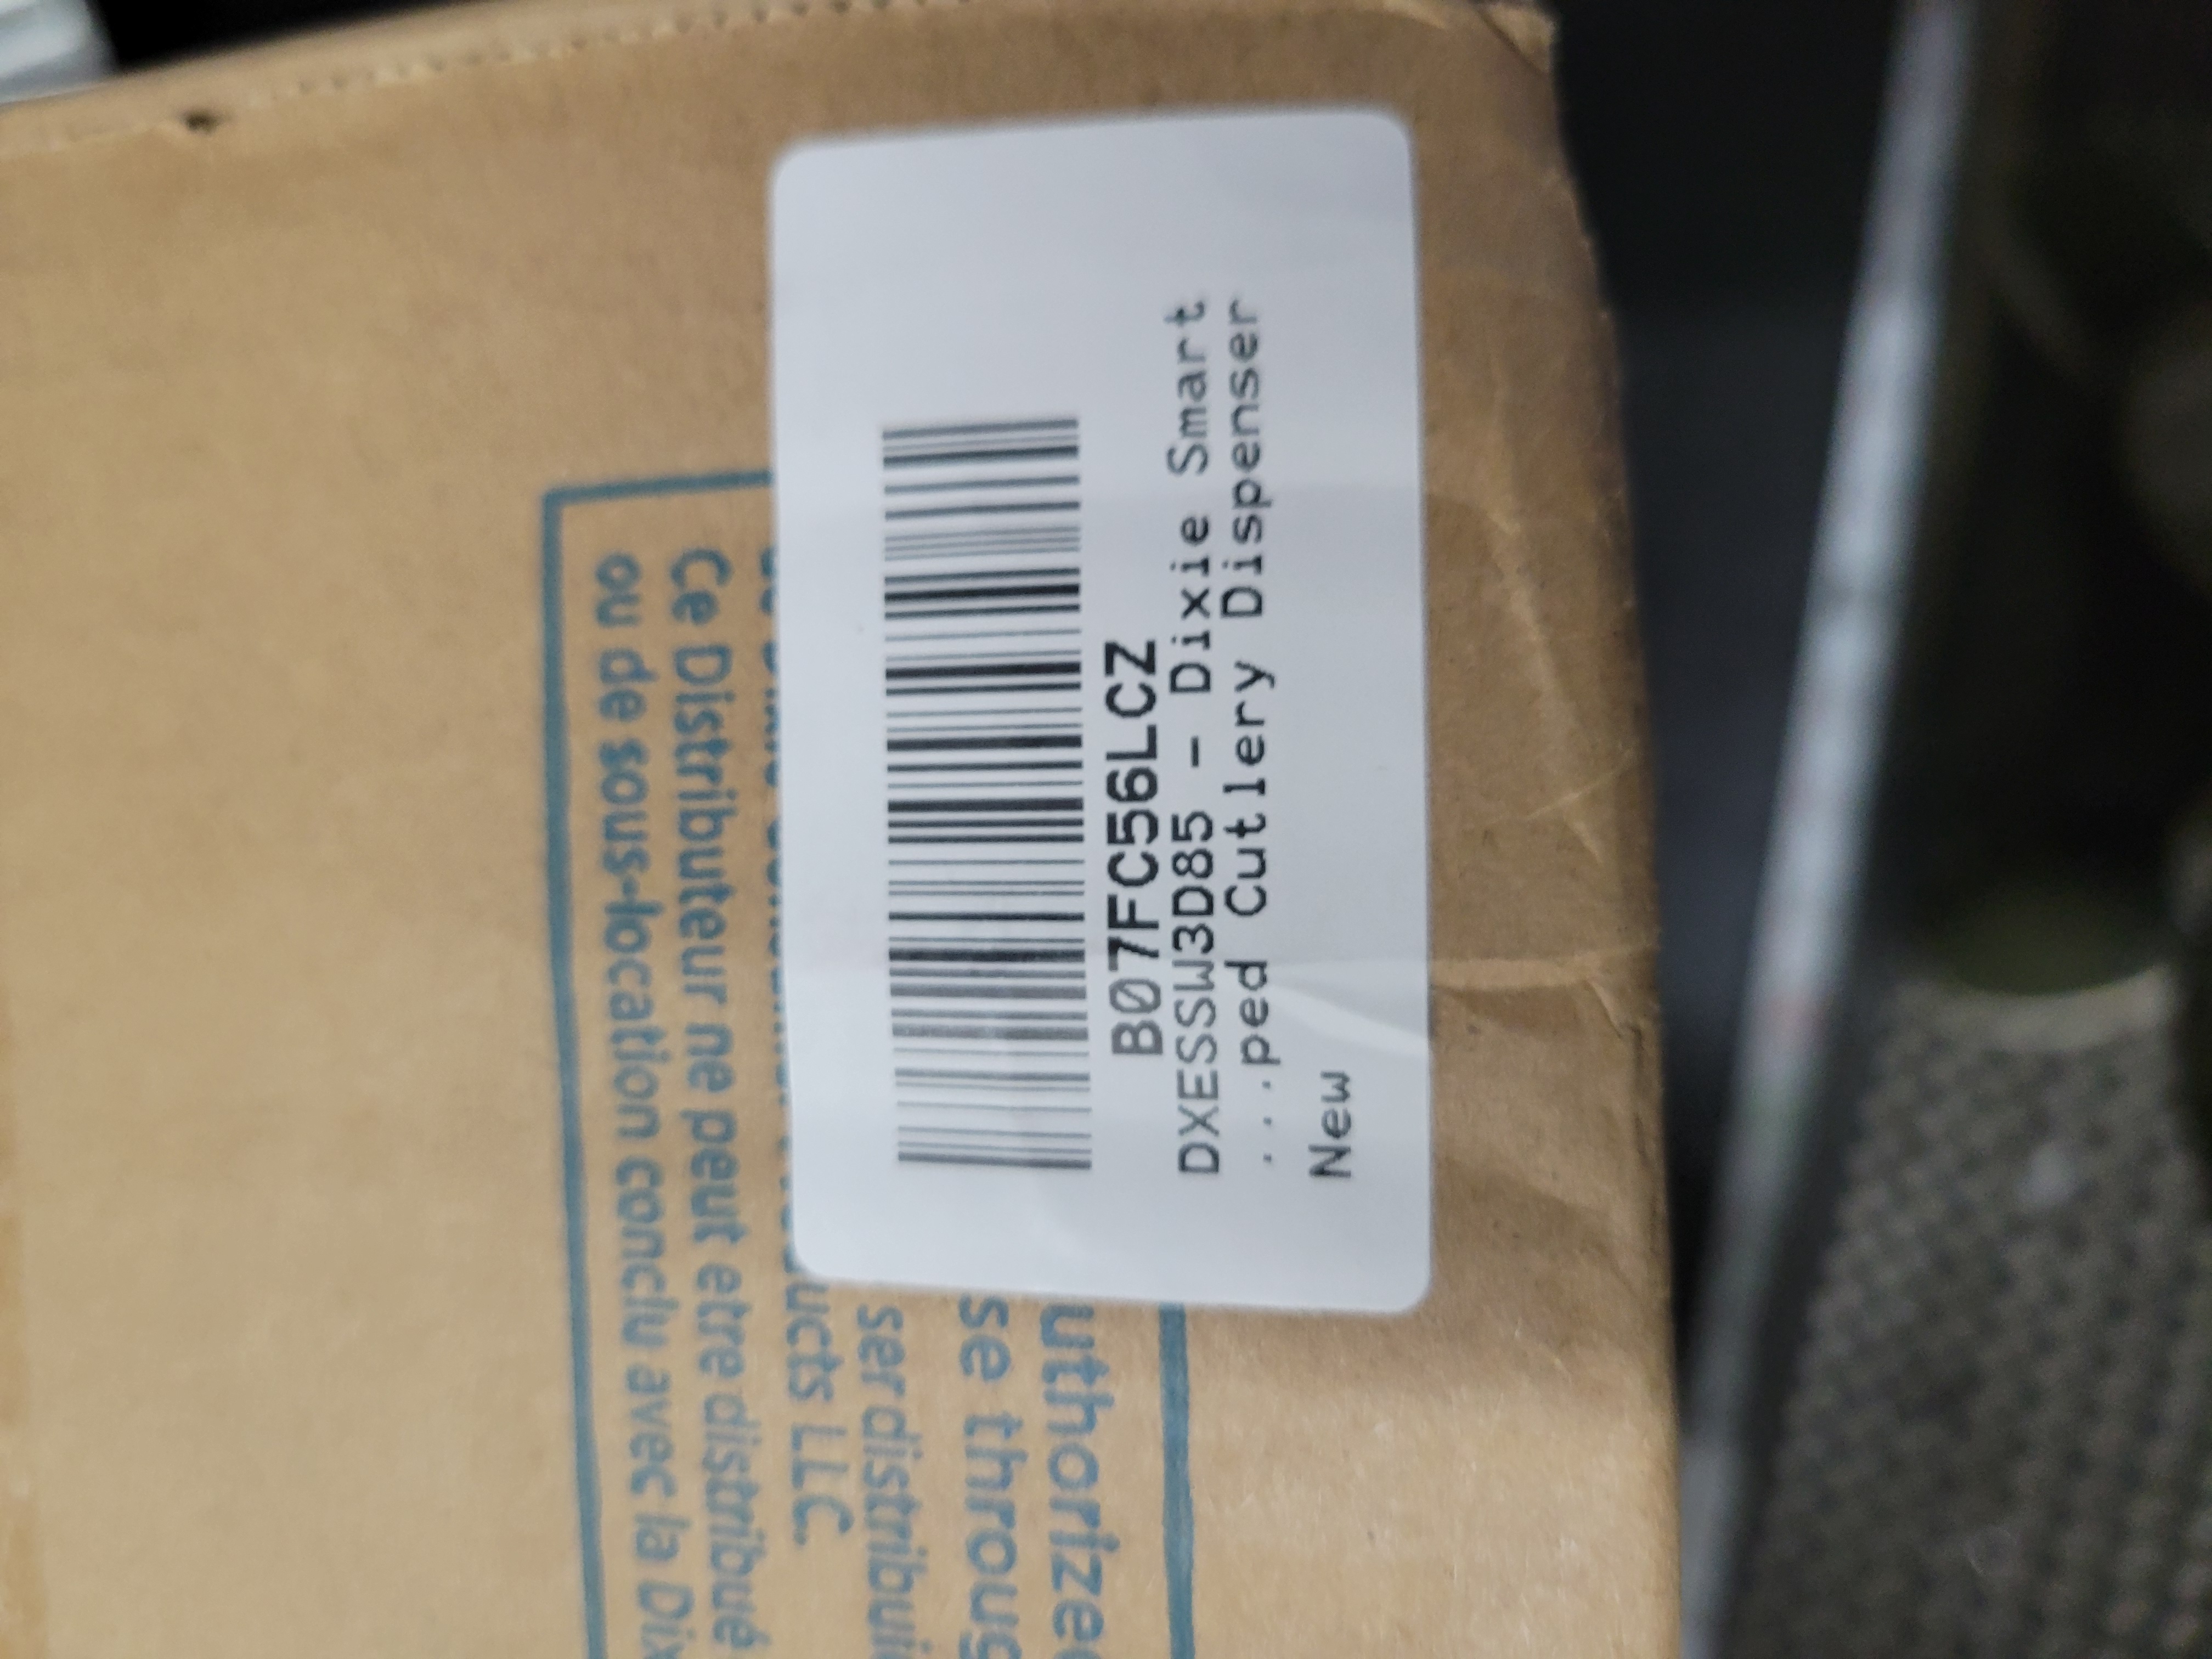 B07FC56LCZ
DXESSW3D85 - Dixie Smart
...ped Cutlery Dispenser
New
uthorize
se throug
ser distribui
ucts LLC.
Ce Distributeur ne peut etre distribué
ou de sous-location conclu avec la Dix